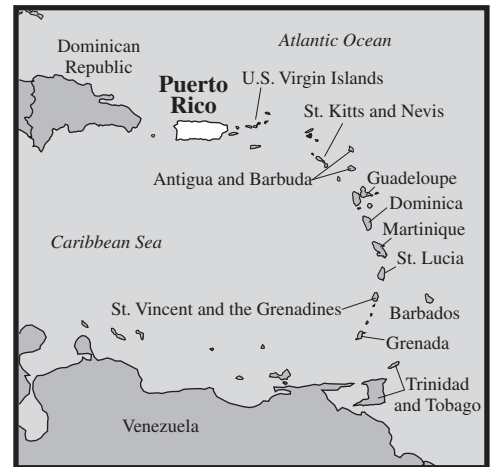 Atlantic Ocean
Dominican
Republic
Puerto
Rico
U.S. Virgin Islands
St. Kitts and Nevis
Antigua and Barbuda
Guadeloupe
Dominica
Martinique
Caribbean Sea
St. Lucia
St. Vincent and the Grenadines
Barbados
Grenada
Trinidad
and Tobago
Venezuela